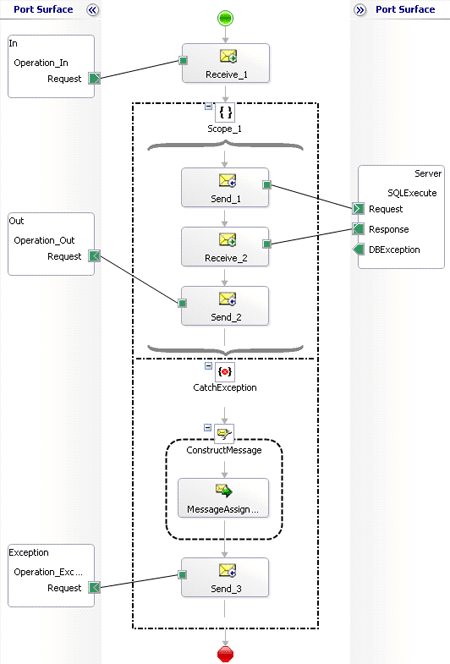 Port Surface
Port Surface
In
Operation_In
Request
Receive_1
Scope_1
Send_1
Server
SQLExecute
Request
Response
DBException
Out
Operation_Out
Request
Receive_2
Send_2
CatchException
ConstructMessage
MessageAssign...
Exception
Operation_Exc...
Request
Send_3